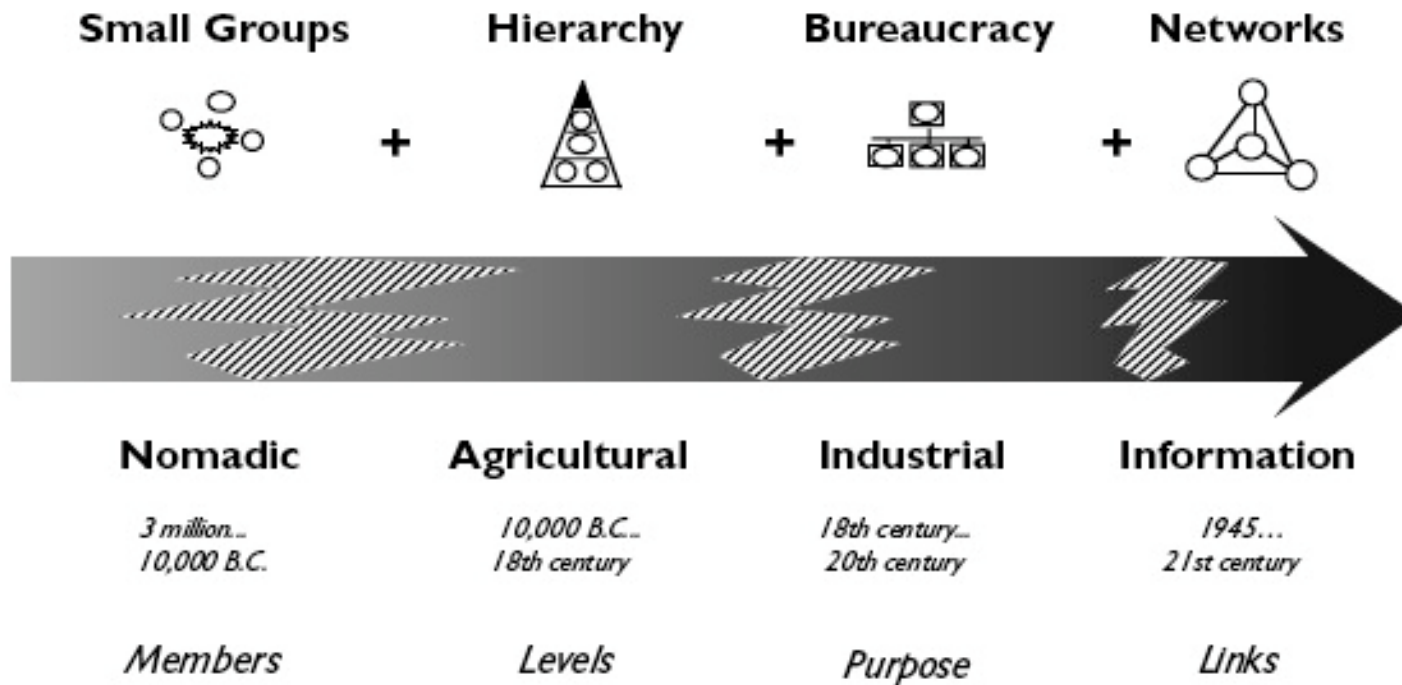 Small Groups Hierarchy Bureaucracy Networks
+ + +
Nomadic Agricultural Industrial Information
3 million... 10,000 B.C... 18th century... 1945...
10,000 B.C. 18th century 20th century 21st century
Members Levels Purpose Links